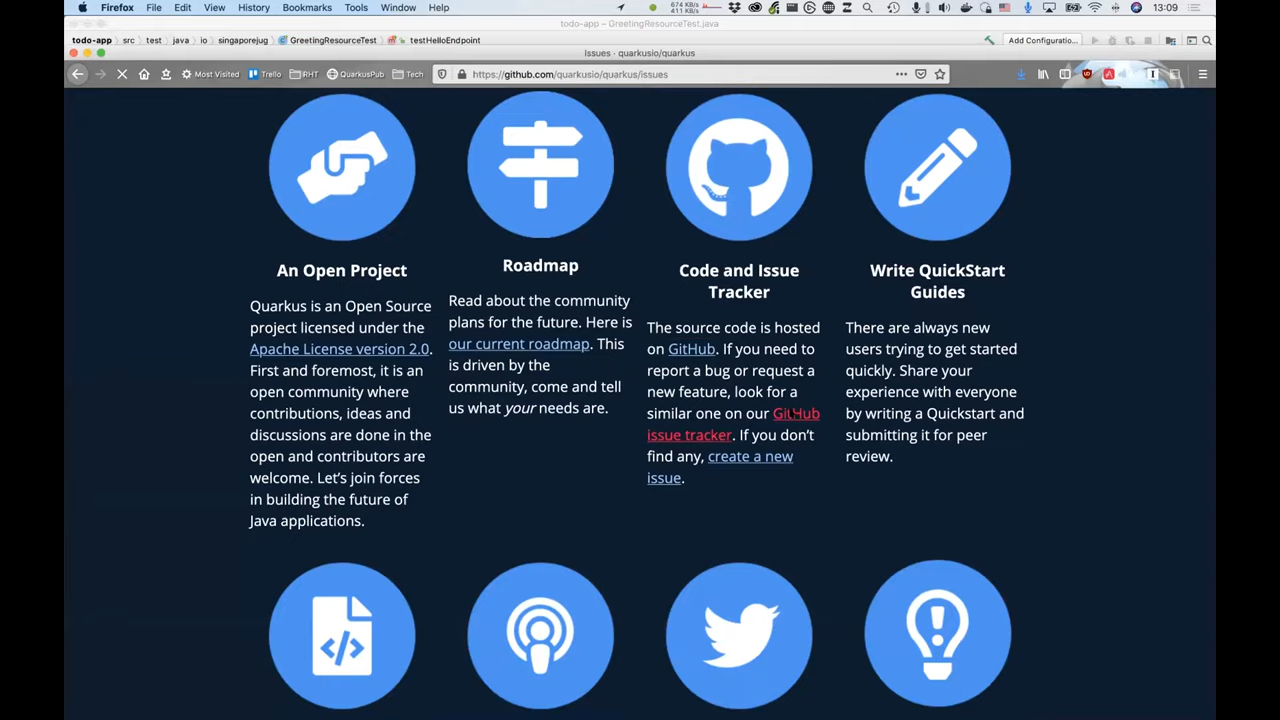 Firefox File Edit View History Bookmarks Tools Window Help 674 KB/s 411 KB/s 13:09
todo-app – GreetingResourceTest.java
todo-app src test java io singaporejug GreetingResourceTest testHelloEndpoint Add Configuratio...
Issues · quarkusio/quarkus
Most Visited Trello RHT QuarkusPub Tech https://github.com/quarkusio/quarkus/issues
An Open Project
Quarkus is an Open Source
project licensed under the
Apache License version 2.0.
First and foremost, it is an
open community where
contributions, ideas and
discussions are done in the
open and contributors are
welcome. Let’s join forces
in building the future of
Java applications.
Roadmap
Read about the community
plans for the future. Here is
our current roadmap. This
is driven by the
community, come and tell
us what your needs are.
Code and Issue
Tracker
The source code is hosted
on GitHub. If you need to
report a bug or request a
new feature, look for a
similar one on our GitHub
issue tracker. If you don’t
find any, create a new
issue.
Write QuickStart
Guides
There are always new
users trying to get started
quickly. Share your
experience with everyone
by writing a Quickstart and
submitting it for peer
review.